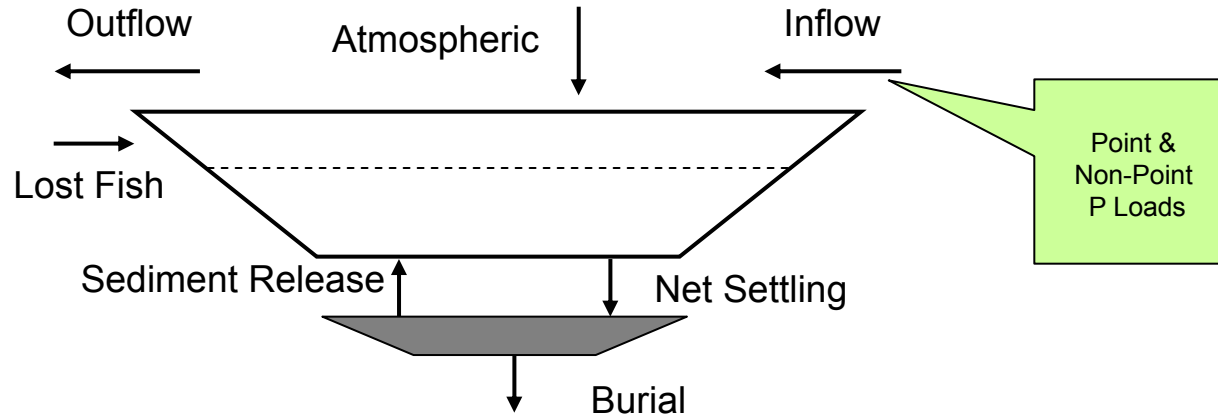 Outflow
Atmospheric
Inflow
Point &
Non-Point
P Loads
Lost Fish
Sediment Release
Net Settling
Burial